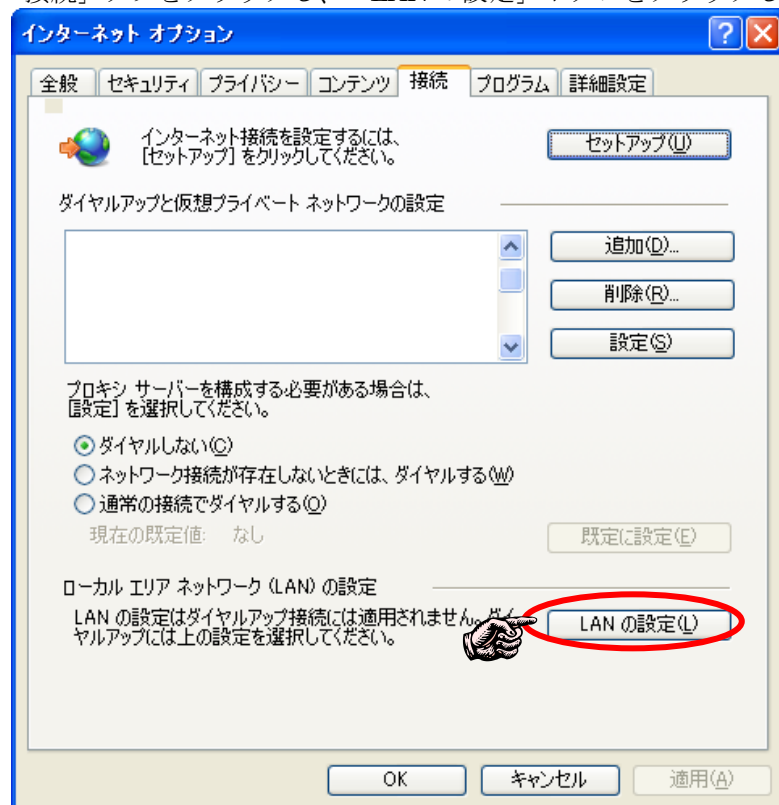 インターネット オプション
全般 セキュリティ プライバシー コンテンツ 接続 プログラム 詳細設定
インターネット接続を設定するには、
[セットアップ] をクリックしてください。
セットアップ(U)
ダイヤルアップと仮想プライベート ネットワークの設定
追加(D)...
削除(R)...
設定(S)
プロキシ サーバーを構成する必要がある場合は、
[設定] を選択してください。
ダイヤルしない(C)
ネットワーク接続が存在しないときには、ダイヤルする(W)
通常の接続でダイヤルする(O)
現在の既定値: なし
既定に設定(E)
ローカル エリア ネットワーク (LAN) の設定
LAN の設定はダイヤルアップ接続には適用されません。ダイ
ヤルアップには上の設定を選択してください。
LAN の設定(L)
OK キャンセル 適用(A)